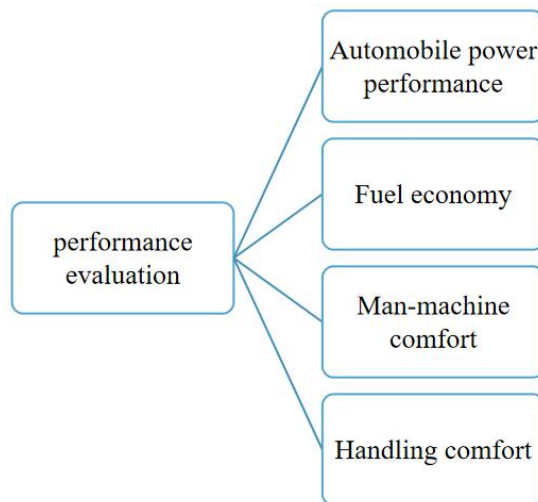 Automobile power
performance
Fuel economy
performance
evaluation
Man-machine
comfort
Handling comfort